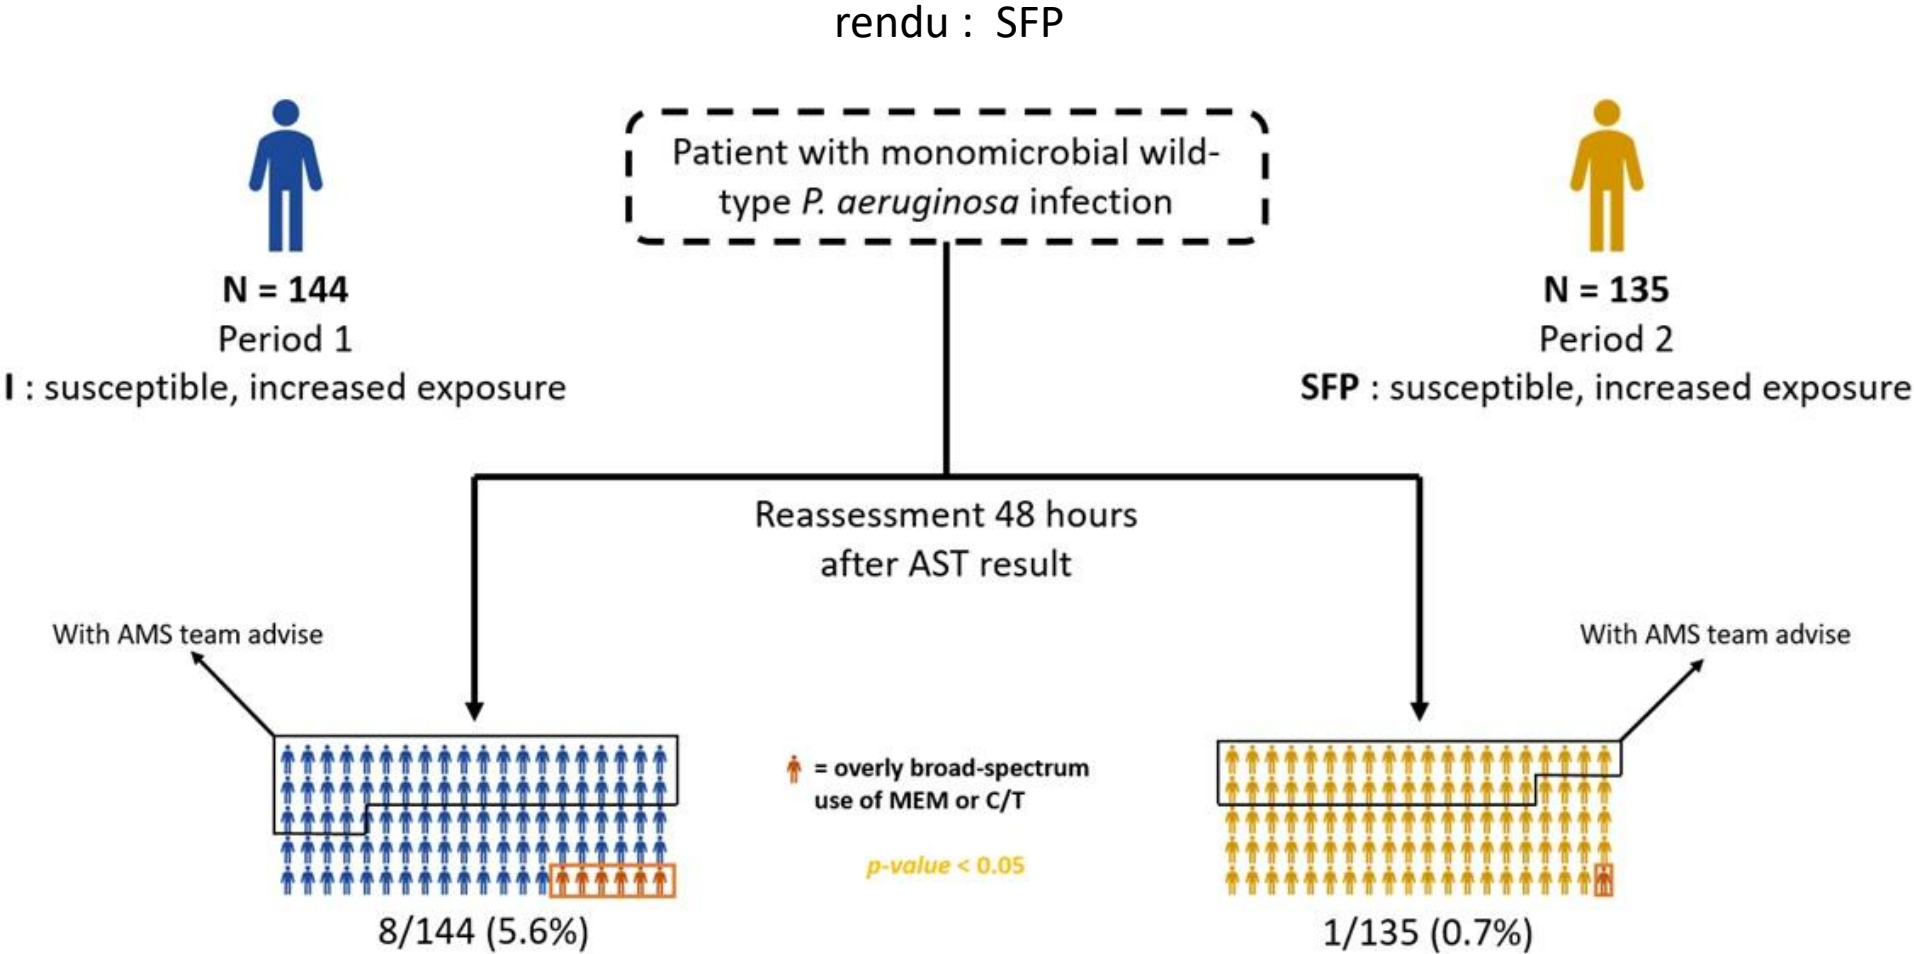 rendu : SFP
Patient with monomicrobial wild-
type P. aeruginosa infection
N = 144
Period 1
I : susceptible, increased exposure
N = 135
Period 2
SFP : susceptible, increased exposure
Reassessment 48 hours
after AST result
With AMS team advise
With AMS team advise
= overly broad-spectrum
use of MEM or C/T
p-value < 0.05
8/144 (5.6%)
1/135 (0.7%)